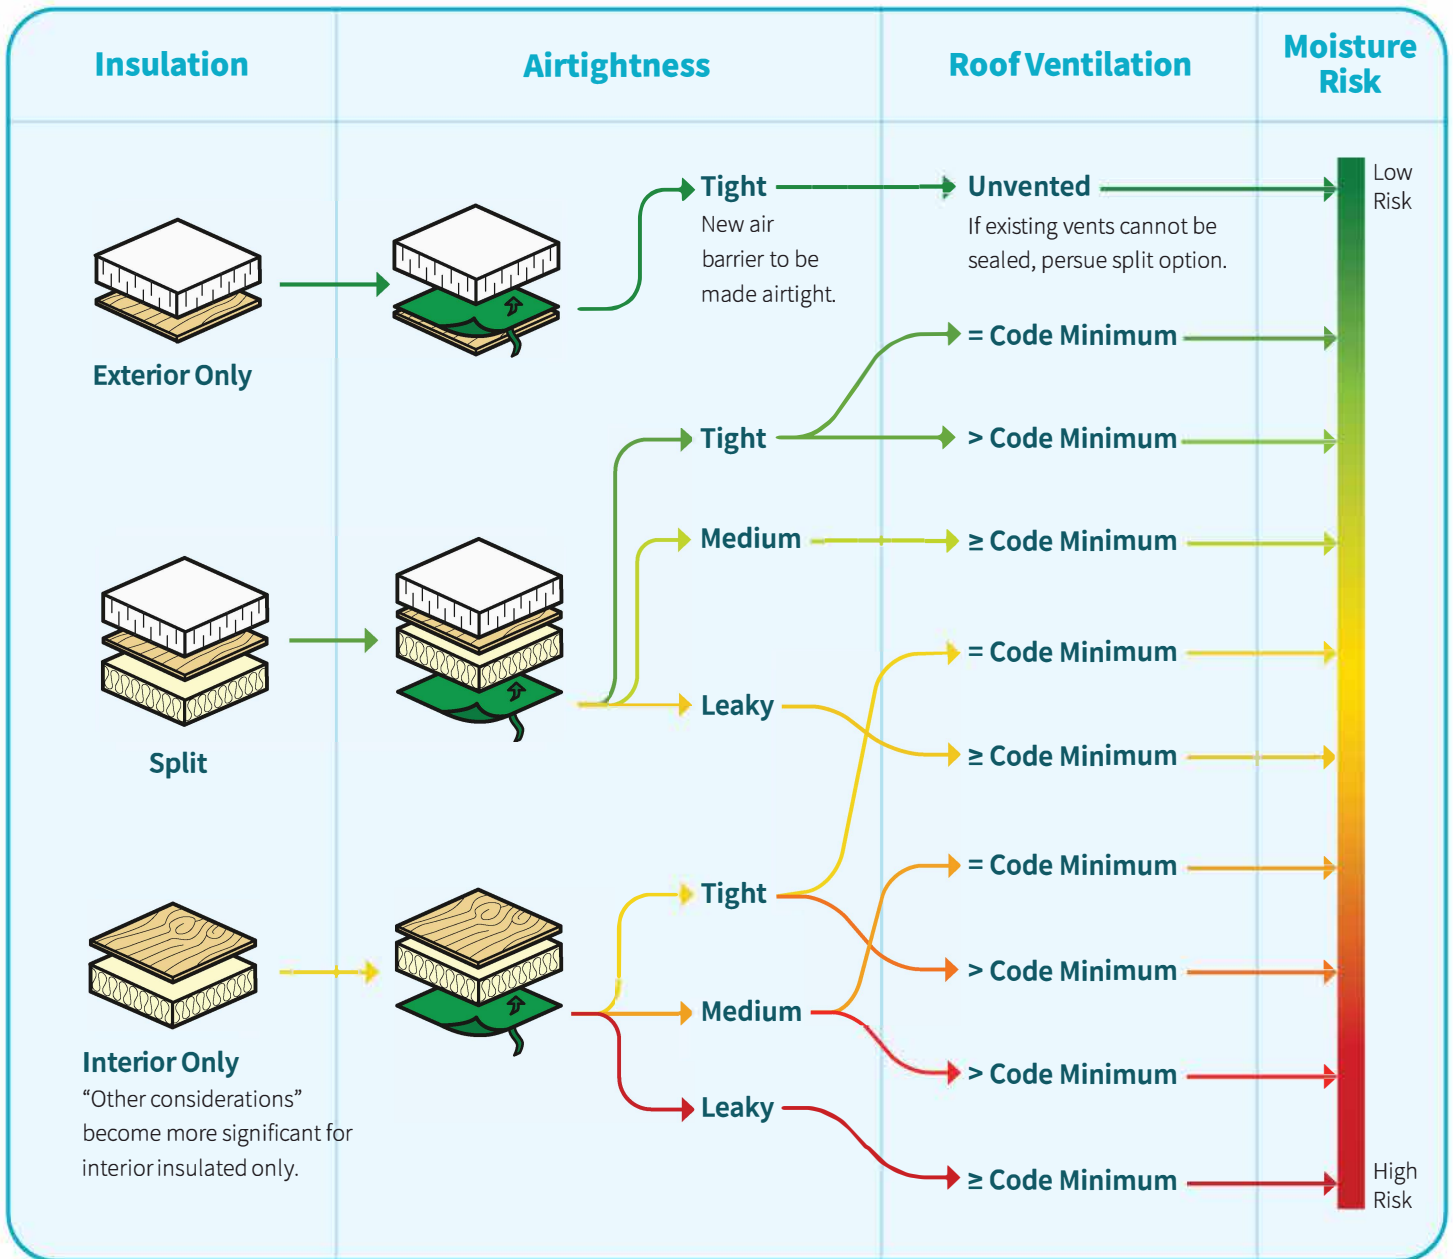 Insulation
Airtightness
Roof Ventilation
Moisture
Risk
Exterior Only
Tight
New air
barrier to be
made airtight.
Unvented
If existing vents cannot be
sealed, persue split option.
Low
Risk
= Code Minimum
Split
Tight
> Code Minimum
Medium
≥ Code Minimum
= Code Minimum
Leaky
≥ Code Minimum
Interior Only
“Other considerations”
become more significant for
interior insulated only.
Tight
= Code Minimum
> Code Minimum
Medium
> Code Minimum
Leaky
≥ Code Minimum
High
Risk